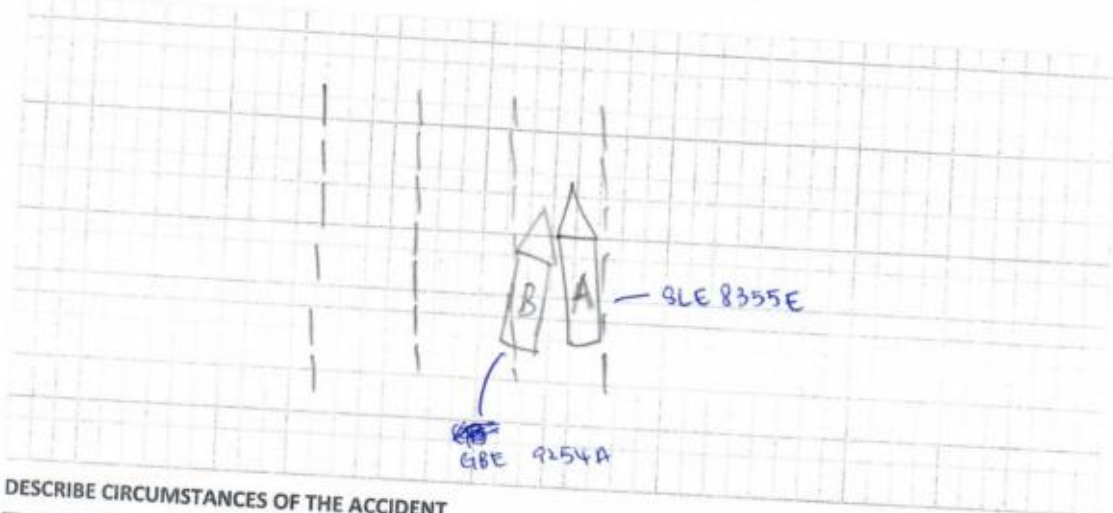 B A SLE 8355E
GBE 9254A
DESCRIBE CIRCUMSTANCES OF THE ACCIDENT